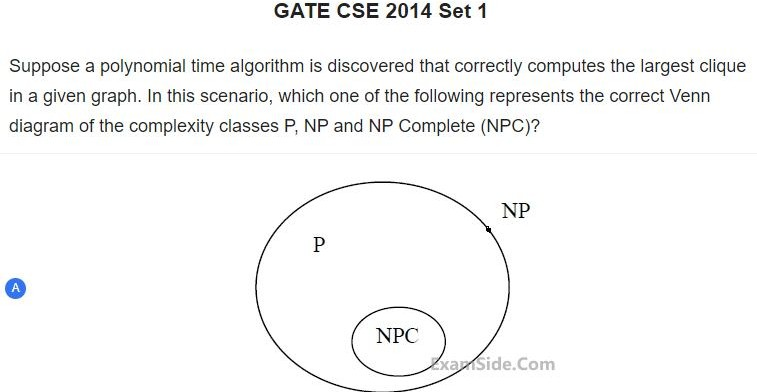 GATE CSE 2014 Set 1
Suppose a polynomial time algorithm is discovered that correctly computes the largest clique
in a given graph. In this scenario, which one of the following represents the correct Venn
diagram of the complexity classes P, NP and NP Complete (NPC)?
NP
P
A
NPC
ExamSide.Com